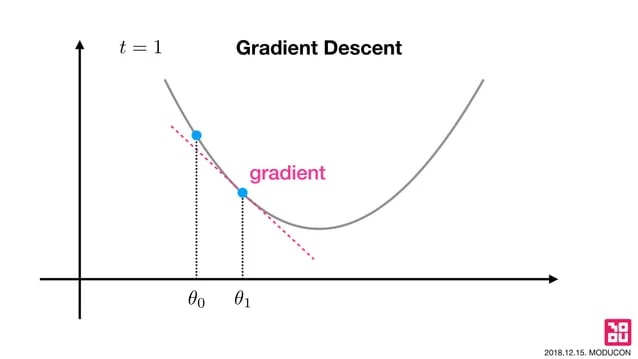 t = 1
Gradient Descent
gradient
θ₀ θ₁
2018.12.15. MODUCON